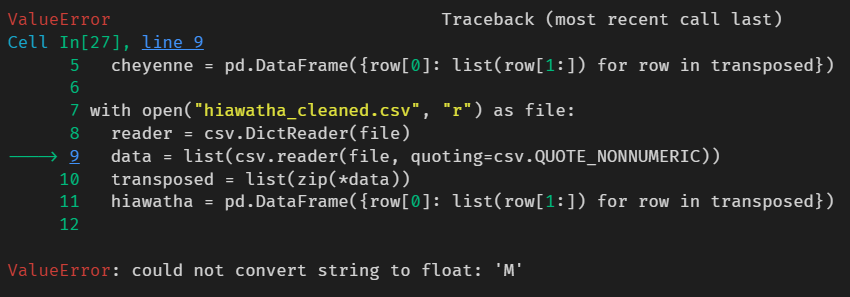 ValueError Traceback (most recent call last)
Cell In[27], line 9
5 cheyenne = pd.DataFrame({row[0]: list(row[1:]) for row in transposed})
6
7 with open("hiawatha_cleaned.csv", "r") as file:
8 reader = csv.DictReader(file)
----> 9 data = list(csv.reader(file, quoting=csv.QUOTE_NONNUMERIC))
10 transposed = list(zip(*data))
11 hiawatha = pd.DataFrame({row[0]: list(row[1:]) for row in transposed})
12
ValueError: could not convert string to float: 'M'